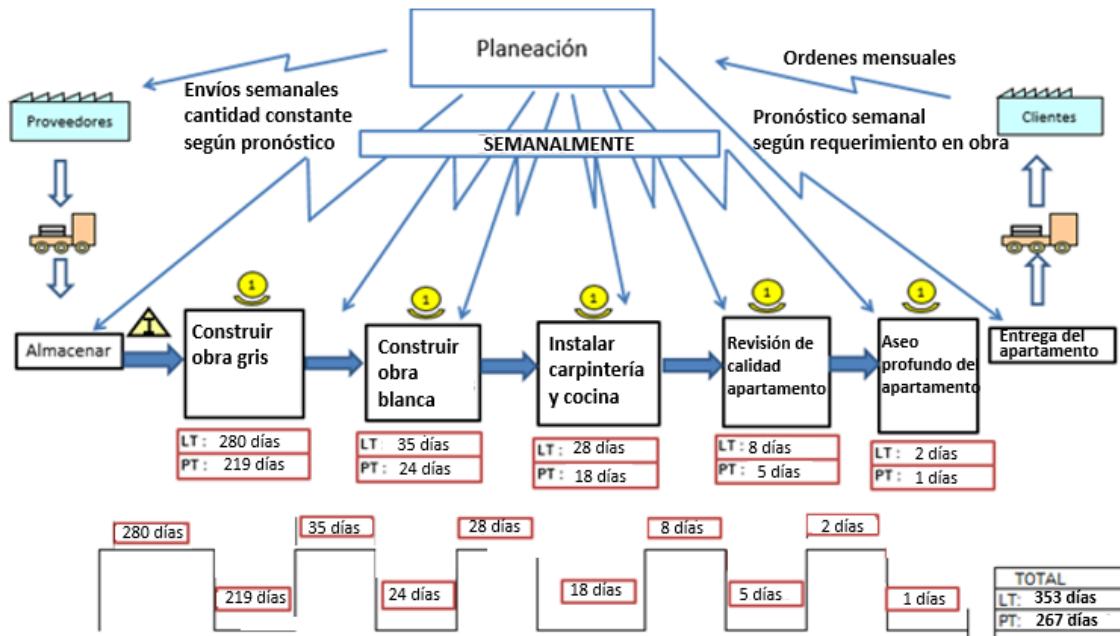 Planeación
Ordenes mensuales
Envíos semanales
cantidad constante
según pronóstico
Proveedores
Clientes
Pronóstico semanal
según requerimiento en obra
SEMANALMENTE
1
1
1
1
1
I
Almacenar
Construir
obra gris
Construir
obra
blanca
Instalar
carpintería
y cocina
Revisión de
calidad
apartamento
Aseo
profundo del
apartamento
Entrega del
apartamento
LT: 280 días
PT: 219 días
LT: 35 días
PT: 24 días
LT: 28 días
PT: 18 días
LT: 8 días
PT: 5 días
LT: 2 días
PT: 1 días
280 días
35 días
28 días
8 días
2 días
219 días
24 días
18 días
5 días
1 días
TOTAL
LT: 353 días
PT: 267 días